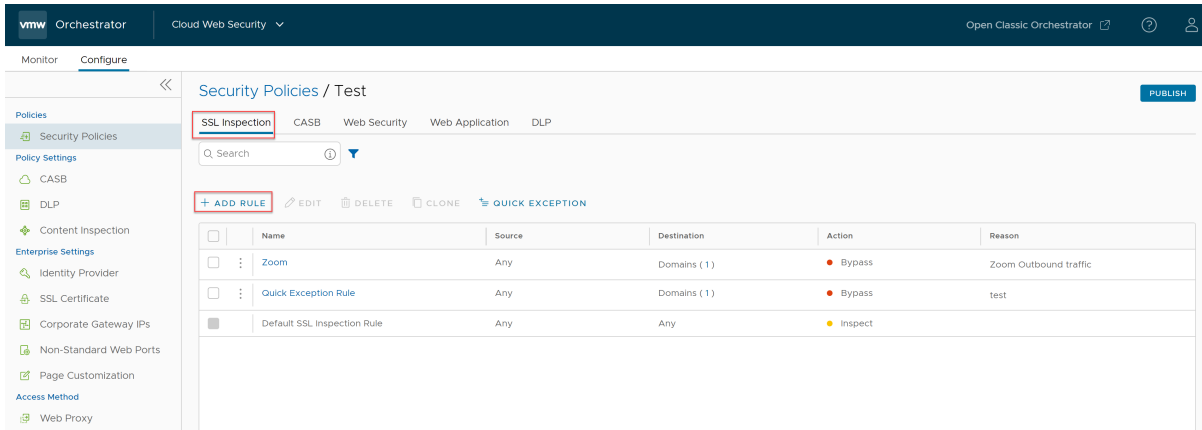 vmw Orchestrator Cloud Web Security Open Classic Orchestrator
Monitor Configure
Policies
Security Policies
Policy Settings
CASB
DLP
Content Inspection
Enterprise Settings
Identity Provider
SSL Certificate
Corporate Gateway IPs
Non-Standard Web Ports
Page Customization
Access Method
Web Proxy
Security Policies / Test PUBLISH
SSL Inspection CASB Web Security Web Application DLP
Search
+ ADD RULE EDIT DELETE CLONE QUICK EXCEPTION
Name Source Destination Action Reason
Zoom Any Domains ( 1 ) Bypass Zoom Outbound traffic
Quick Exception Rule Any Domains ( 1 ) Bypass test
Default SSL Inspection Rule Any Any Inspect